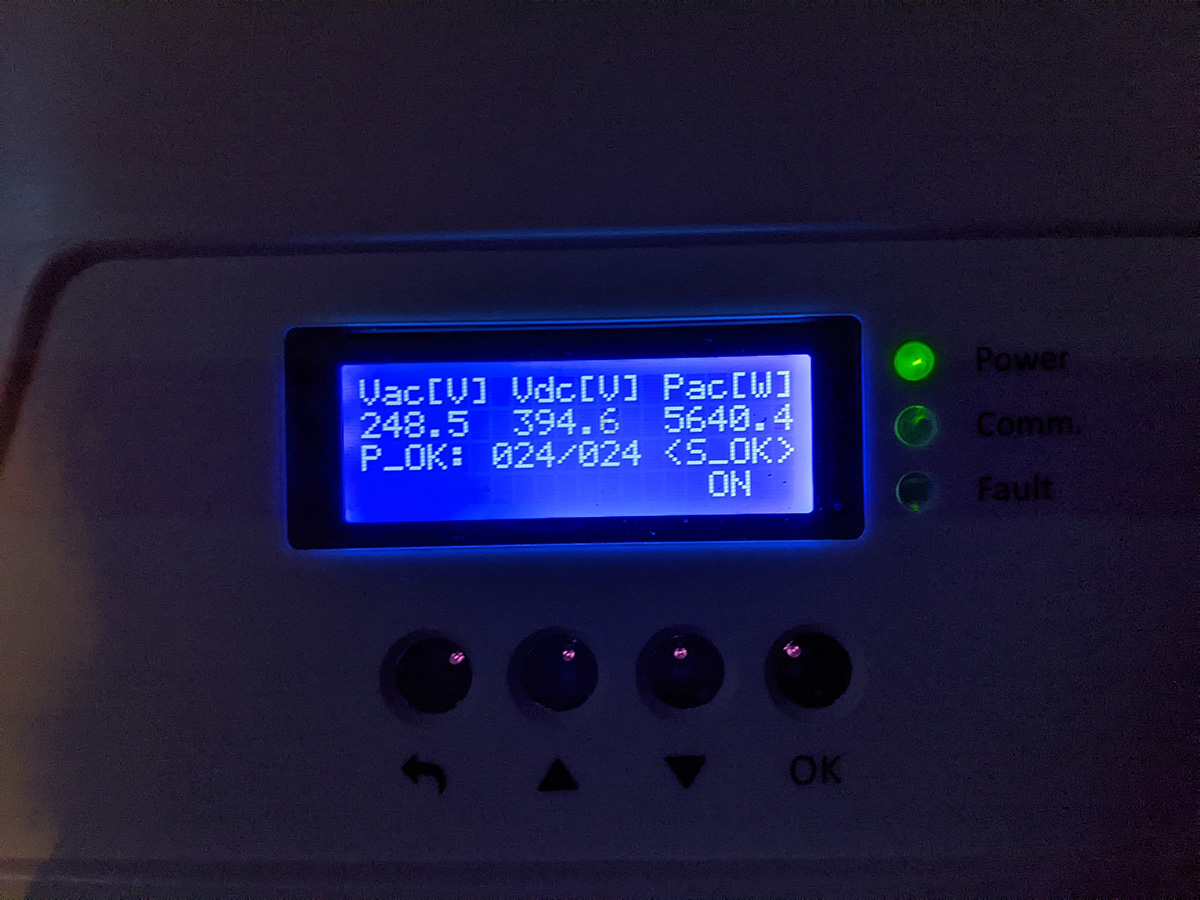 Vac[V] Vdc[V] Pac[W]
248.5 394.6 5640.4
P_OK: 024/024 <S_OK>
ON
Power
Comm.
Fault
OK